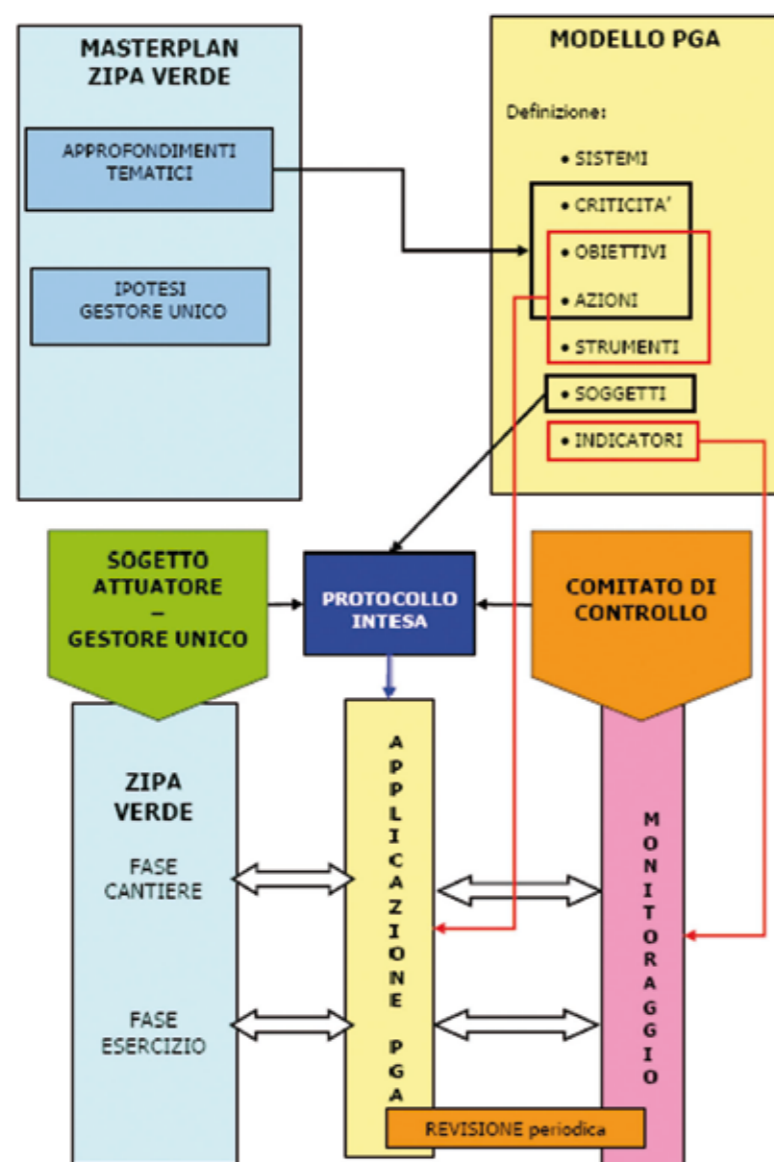 MASTERPLAN
ZIPA VERDE
APPROFONDIMENTI
TEMATICI
IPOTESI
GESTORE UNICO
MODELLO PGA
Definizione:
• SISTEMI
• CRITICITA'
• OBIETTIVI
• AZIONI
• STRUMENTI
• SOGGETTI
• INDICATORI
SOGETTO
ATTUATORE
–
GESTORE UNICO
PROTOCOLLO
INTESA
COMITATO DI
CONTROLLO
ZIPA
VERDE
FASE
CANTIERE
FASE
ESERCIZIO
APPLICAZIONE PGA
MONITORAGGIO
REVISIONE periodica